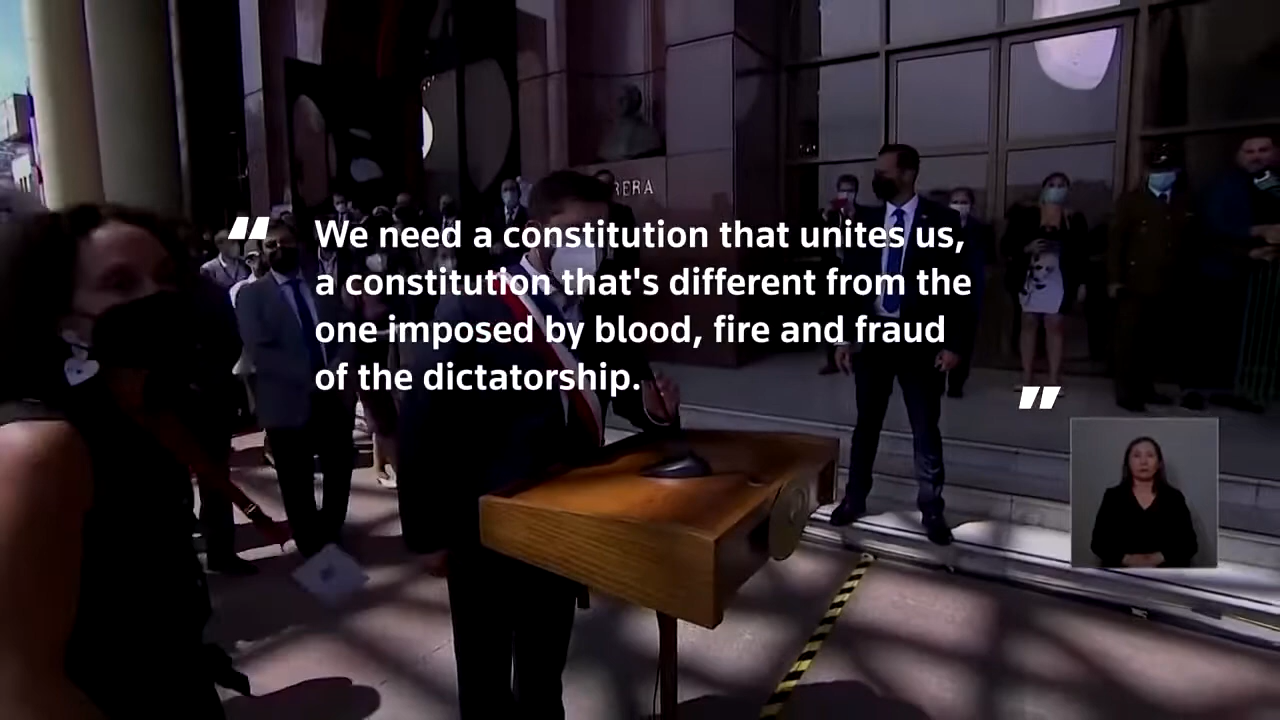 RERA
“
We need a constitution that unites us,
a constitution that's different from the
one imposed by blood, fire and fraud
of the dictatorship.
”